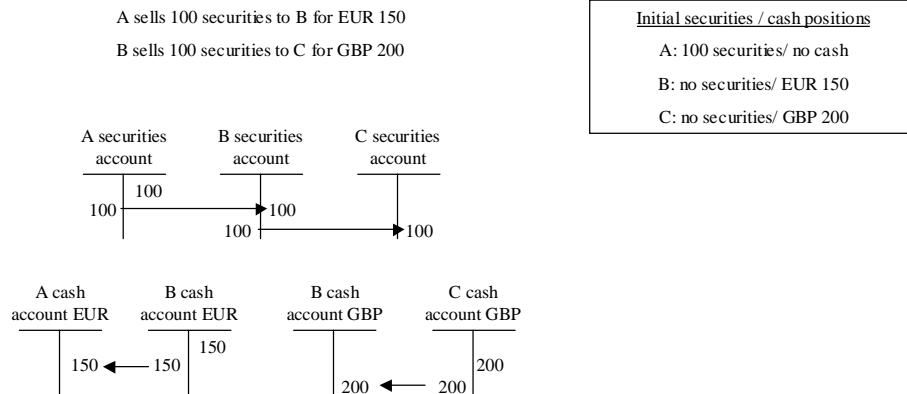 A sells 100 securities to B for EUR 150
B sells 100 securities to C for GBP 200
Initial securities / cash positions
A: 100 securities/ no cash
B: no securities/ EUR 150
C: no securities/ GBP 200
A securities
account
B securities
account
C securities
account
100
100
100
100
100
A cash
account EUR
B cash
account EUR
B cash
account GBP
C cash
account GBP
150
150
150
200
200
200